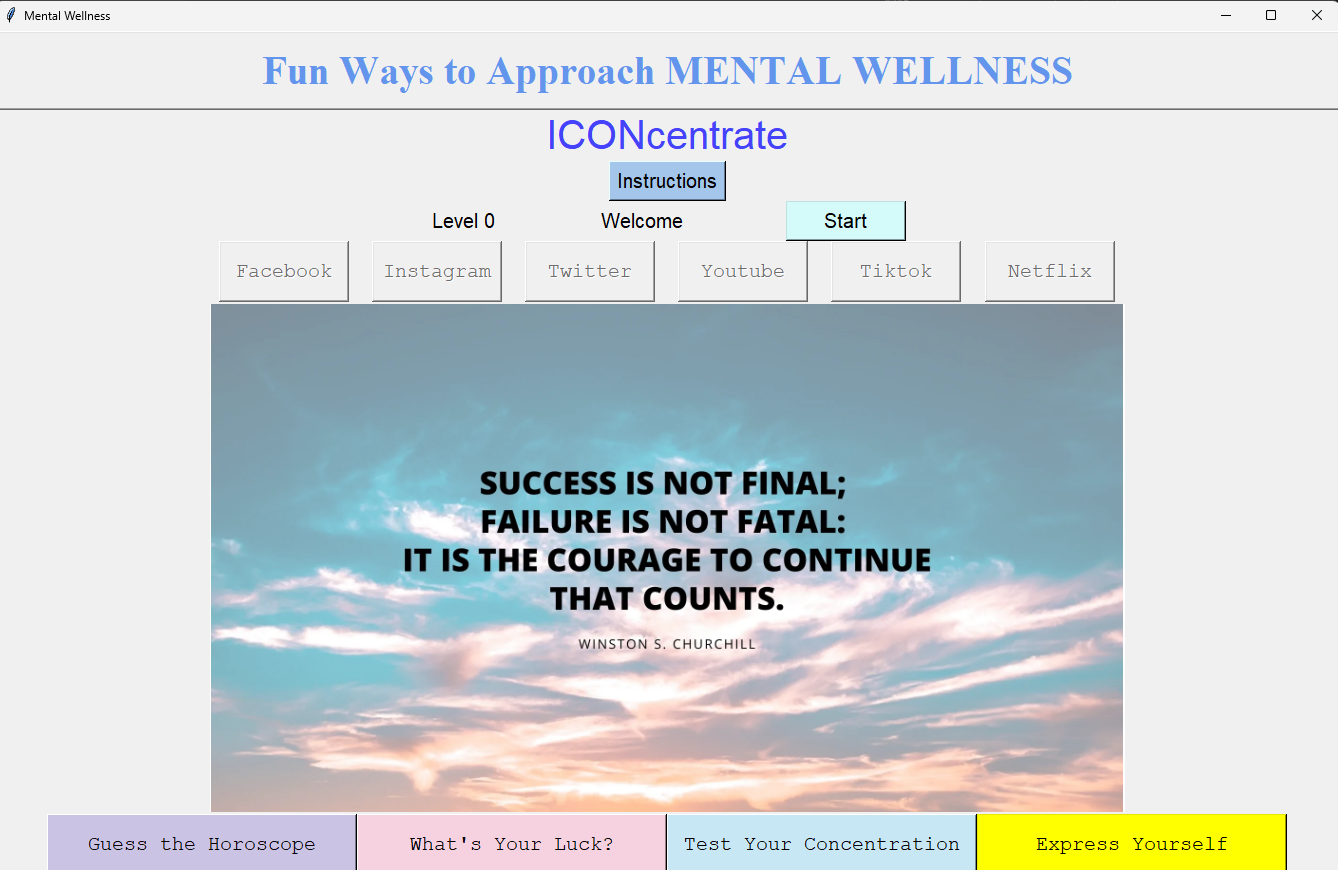 Mental Wellness
Fun Ways to Approach MENTAL WELLNESS
ICONcentrate
Instructions
Level 0 Welcome Start
Facebook Instagram Twitter Youtube Tiktok Netflix
SUCCESS IS NOT FINAL;
FAILURE IS NOT FATAL:
IT IS THE COURAGE TO CONTINUE
THAT COUNTS.
WINSTON S. CHURCHILL
Guess the Horoscope What's Your Luck? Test Your Concentration Express Yourself